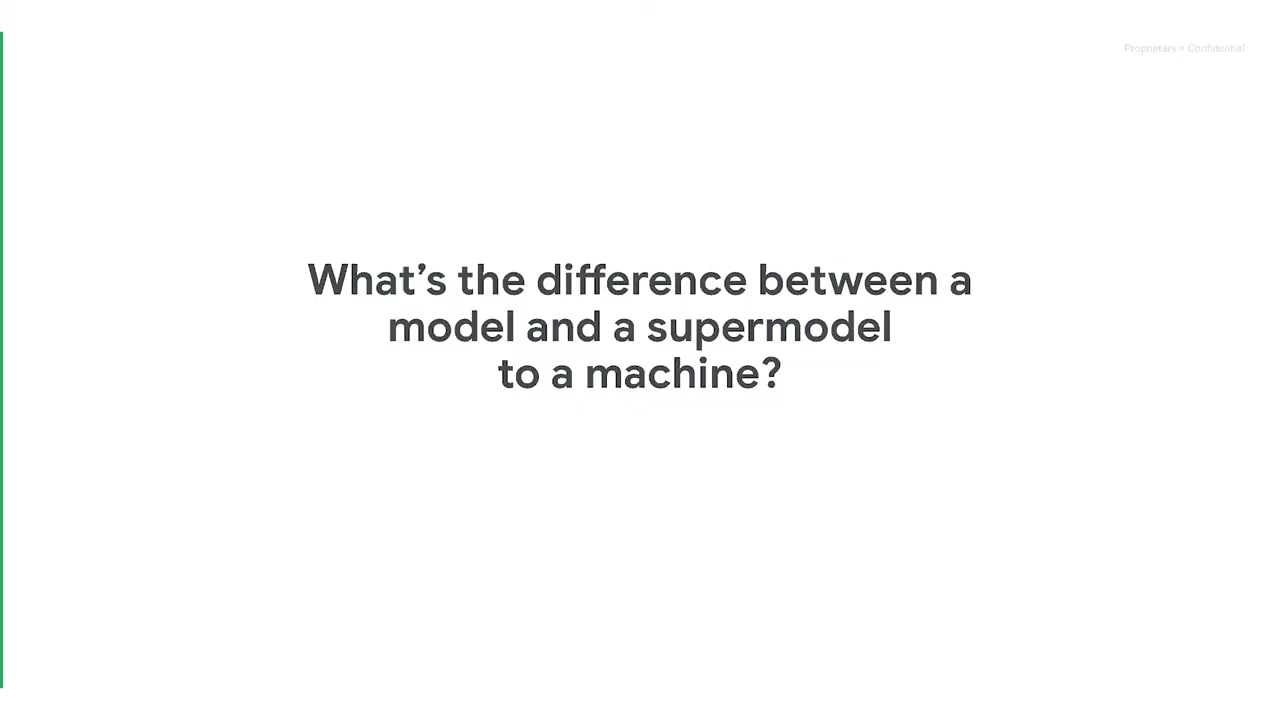 Proprietary + Confidential
What's the difference between a
model and a supermodel
to a machine?